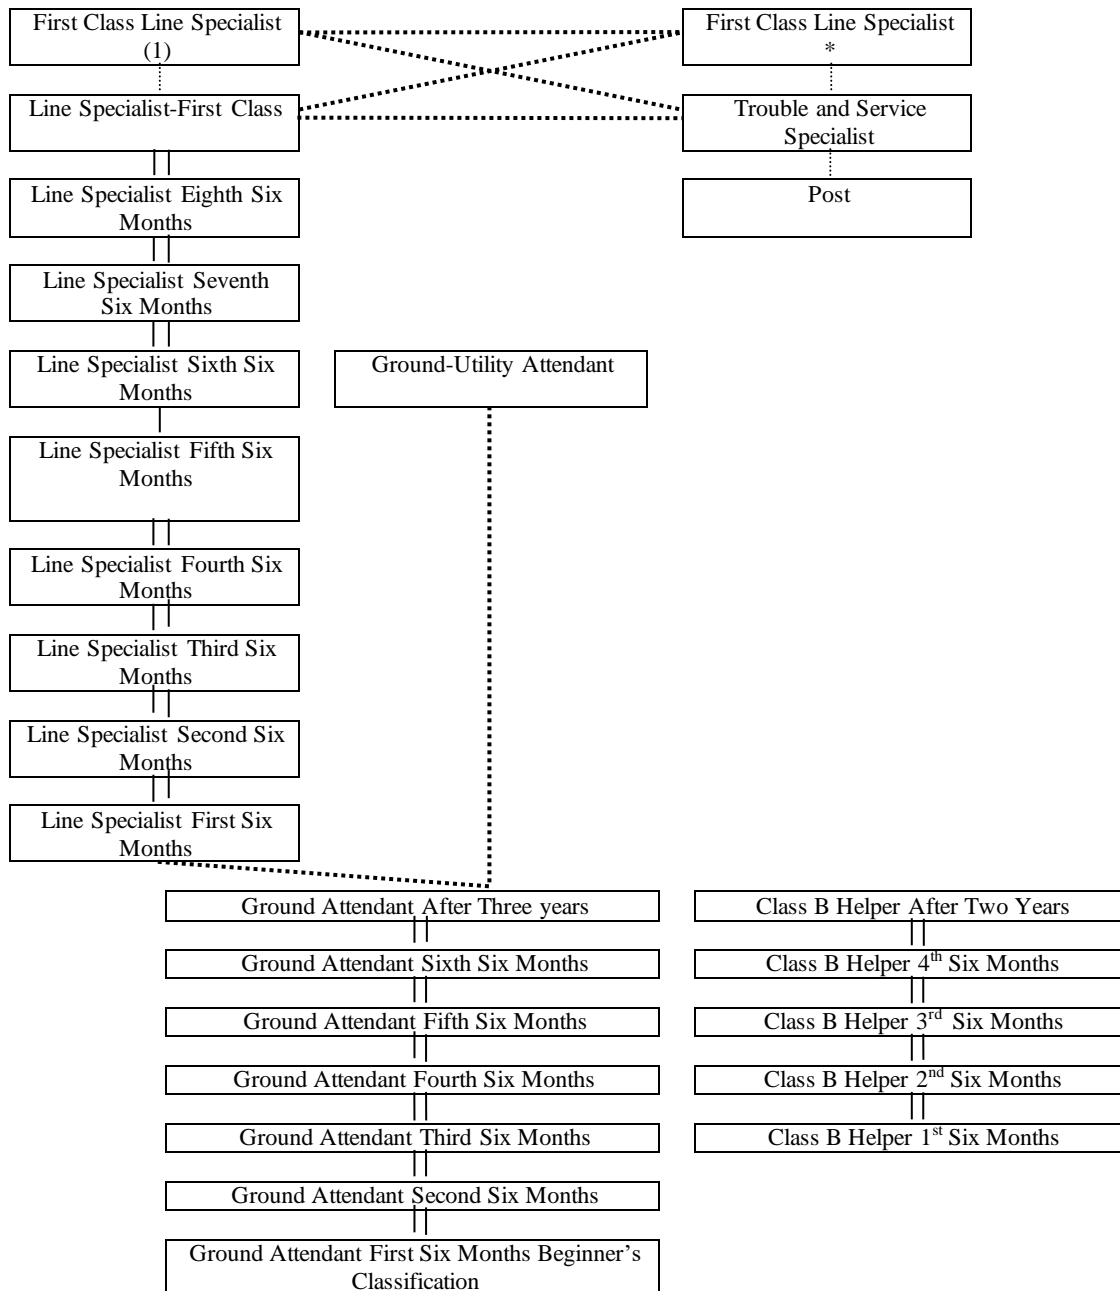 First Class Line Specialist
(1)
First Class Line Specialist
*
Line Specialist-First Class
Trouble and Service
Specialist
Line Specialist Eighth Six
Months
Post
Line Specialist Seventh
Six Months
Line Specialist Sixth Six
Months
Ground-Utility Attendant
Line Specialist Fifth Six
Months
Line Specialist Fourth Six
Months
Line Specialist Third Six
Months
Line Specialist Second Six
Months
Line Specialist First Six
Months
Ground Attendant After Three years
Class B Helper After Two Years
Ground Attendant Sixth Six Months
Class B Helper 4th Six Months
Ground Attendant Fifth Six Months
Class B Helper 3rd Six Months
Ground Attendant Fourth Six Months
Class B Helper 2nd Six Months
Ground Attendant Third Six Months
Class B Helper 1st Six Months
Ground Attendant Second Six Months
Ground Attendant First Six Months Beginner's
Classification